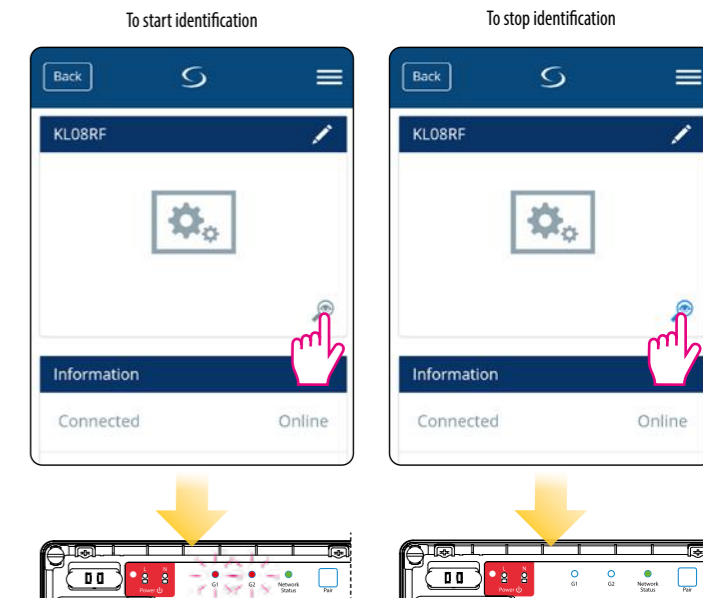 To start identification
To stop identification
Back
KL08RF
Information
Connected Online
L N
Power
G1 G2 Network
Status
Pair
Back
KL08RF
Information
Connected Online
L N
Power
G1 G2 Network
Status
Pair